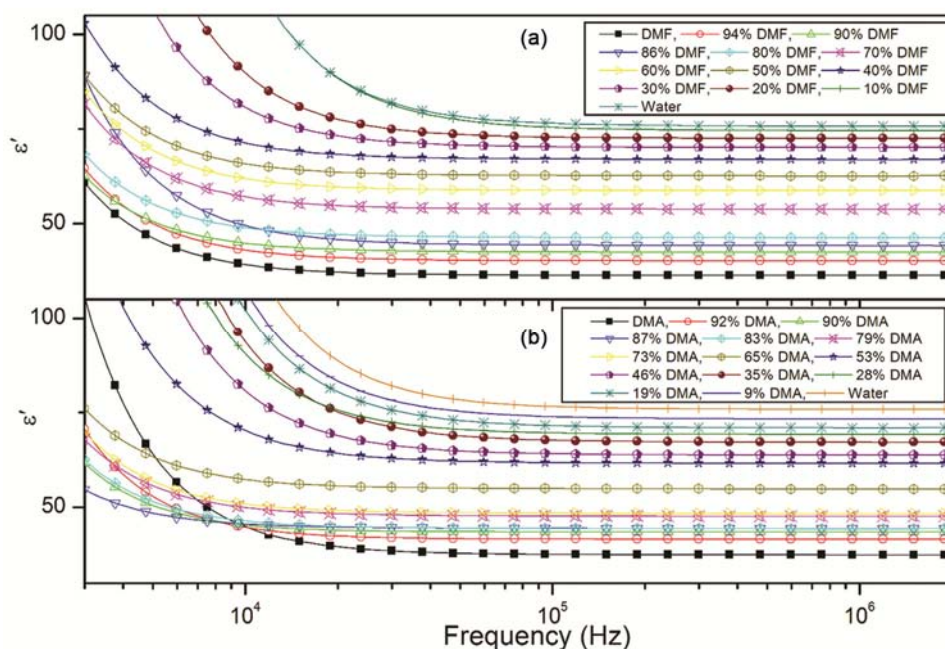 100
50
ε′
(a)
DMF, 94% DMF, 90% DMF
86% DMF, 80% DMF, 70% DMF
60% DMF, 50% DMF, 40% DMF
30% DMF, 20% DMF, 10% DMF
Water
100
50
ε′
(b)
DMA, 92% DMA, 90% DMA
87% DMA, 83% DMA, 79% DMA
73% DMA, 65% DMA, 53% DMA
46% DMA, 35% DMA, 28% DMA
19% DMA, 9% DMA, Water
10⁴ 10⁵ 10⁶
Frequency (Hz)